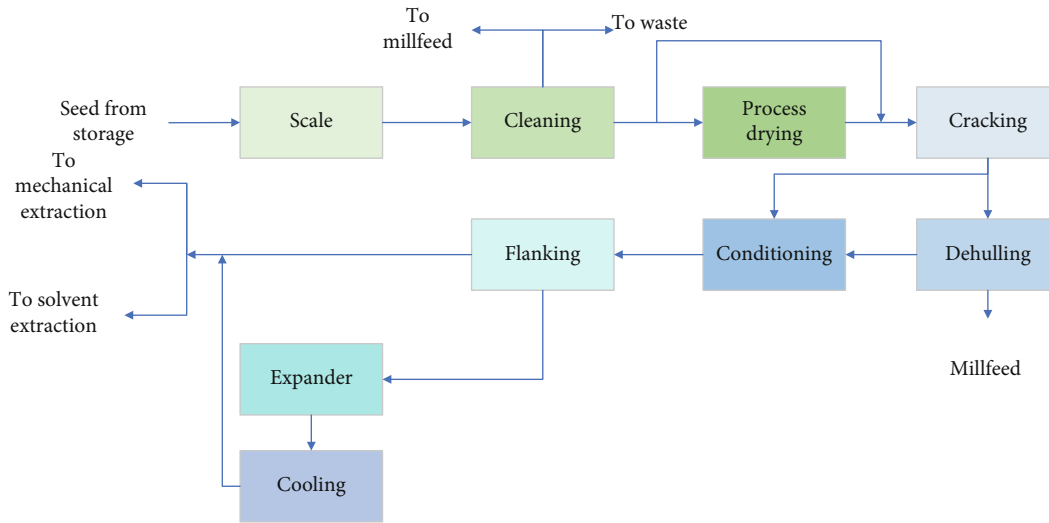 To
millfeed
To waste
Seed from
storage
Scale
Cleaning
Process
drying
Cracking
To
mechanical
extraction
Flanking
Conditioning
Dehulling
To solvent
extraction
Expander
Millfeed
Cooling